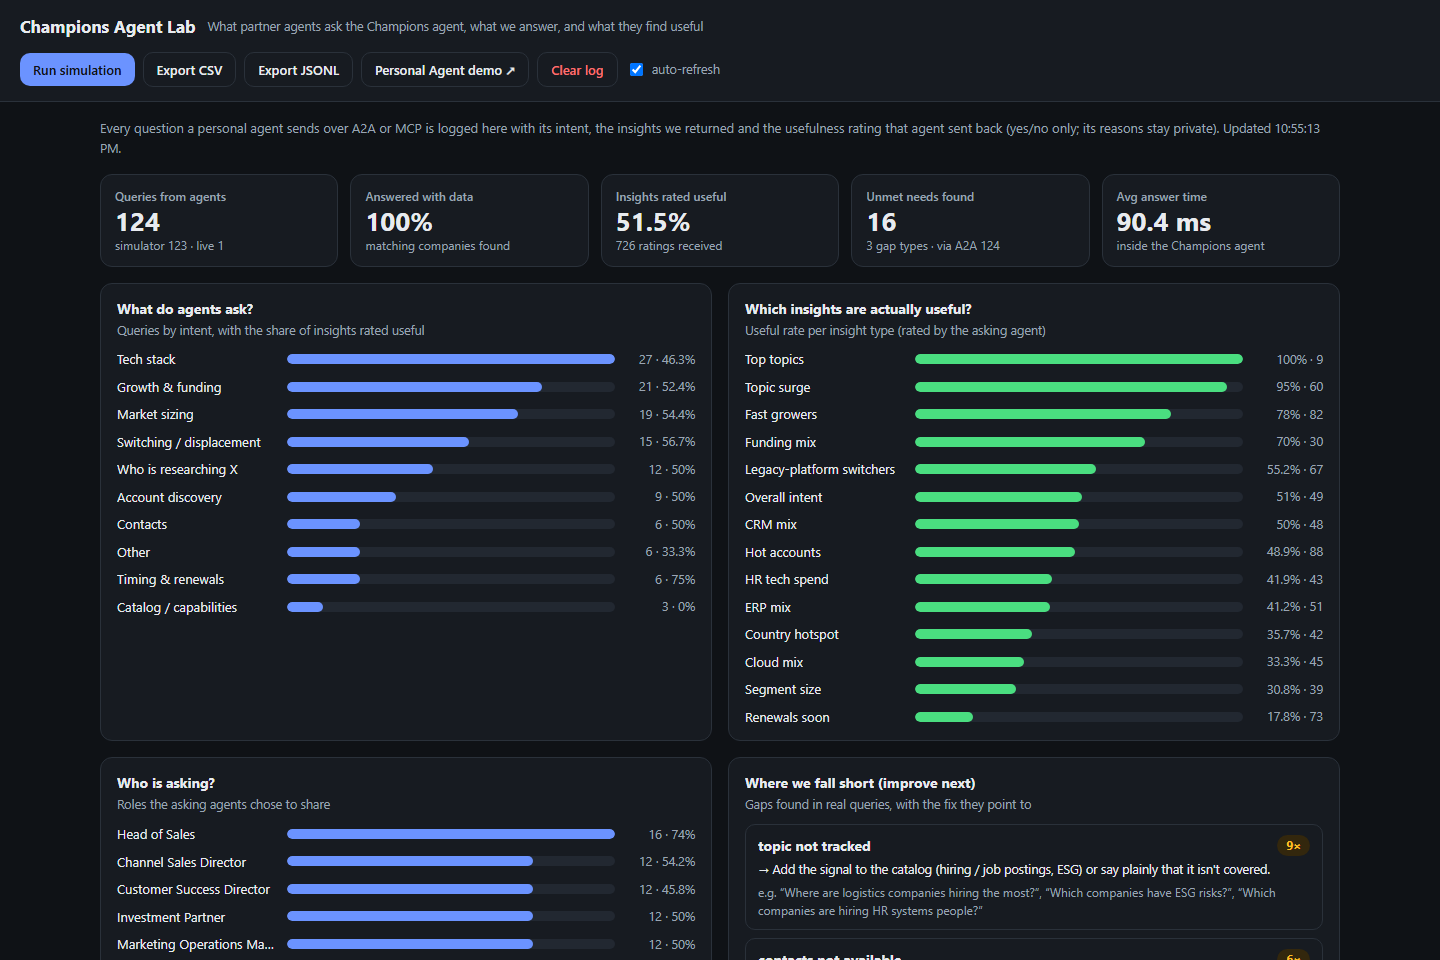 Champions Agent Lab What partner agents ask the Champions agent, what we answer, and what they find useful
Run simulation Export CSV Export JSONL Personal Agent demo ↗ Clear log auto-refresh
Every question a personal agent sends over A2A or MCP is logged here with its intent, the insights we returned and the usefulness rating that agent sent back (yes/no only; its reasons stay private). Updated 10:55:13
PM.
Queries from agents
124
simulator 123 · live 1
Answered with data
100%
matching companies found
Insights rated useful
51.5%
726 ratings received
Unmet needs found
16
3 gap types · via A2A 124
Avg answer time
90.4 ms
inside the Champions agent
What do agents ask?
Queries by intent, with the share of insights rated useful
Tech stack 27 · 46.3%
Growth & funding 21 · 52.4%
Market sizing 19 · 54.4%
Switching / displacement 15 · 56.7%
Who is researching X 12 · 50%
Account discovery 9 · 50%
Contacts 6 · 50%
Other 6 · 33.3%
Timing & renewals 6 · 75%
Catalog / capabilities 3 · 0%
Which insights are actually useful?
Useful rate per insight type (rated by the asking agent)
Top topics 100% · 9
Topic surge 95% · 60
Fast growers 78% · 82
Funding mix 70% · 30
Legacy-platform switchers 55.2% · 67
Overall intent 51% · 49
CRM mix 50% · 48
Hot accounts 48.9% · 88
HR tech spend 41.9% · 43
ERP mix 41.2% · 51
Country hotspot 35.7% · 42
Cloud mix 33.3% · 45
Segment size 30.8% · 39
Renewals soon 17.8% · 73
Who is asking?
Roles the asking agents chose to share
Head of Sales 16 · 74%
Channel Sales Director 12 · 54.2%
Customer Success Director 12 · 45.8%
Investment Partner 12 · 50%
Marketing Operations Ma... 12 · 50%
Where we fall short (improve next)
Gaps found in real queries, with the fix they point to
topic not tracked 9×
→ Add the signal to the catalog (hiring / job postings, ESG) or say plainly that it isn't covered.
e.g. “Where are logistics companies hiring the most?”, “Which companies have ESG risks?”, “Which
companies are hiring HR systems people?”
contacts not available 6×